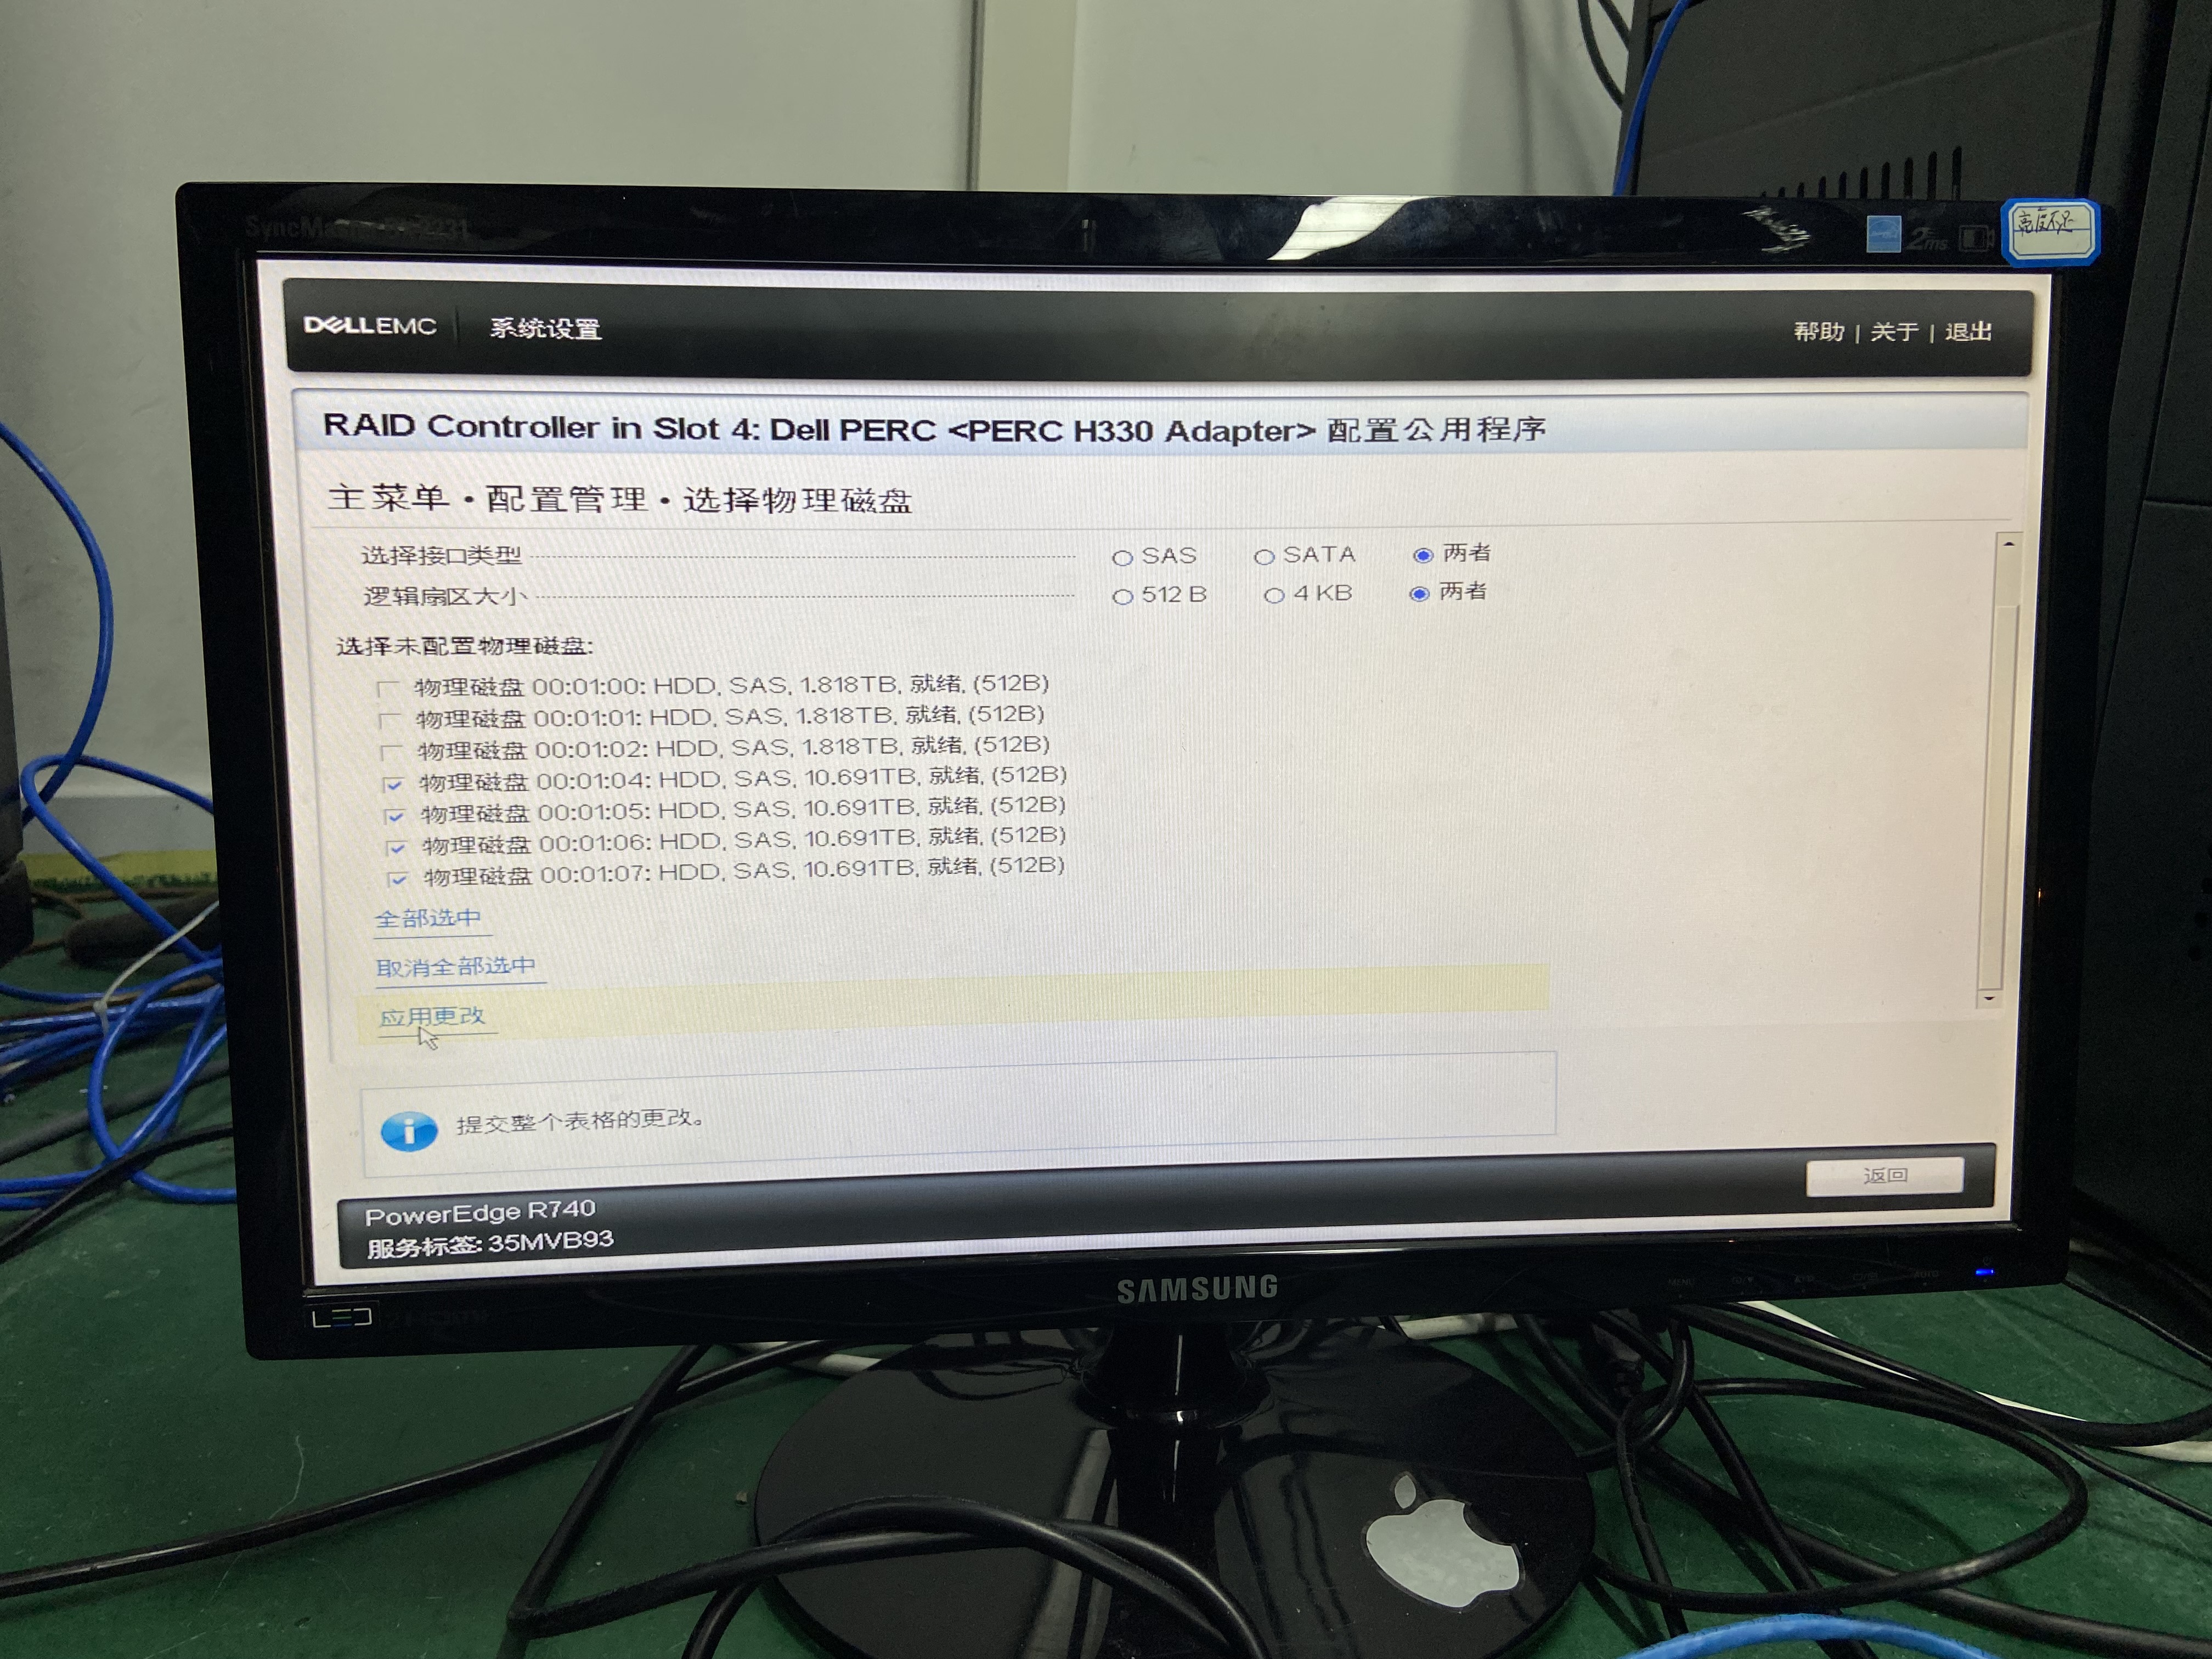 2ms
亮度不足
DELLEMC 系统设置 帮助 | 关于 | 退出
RAID Controller in Slot 4: Dell PERC <PERC H330 Adapter> 配置公用程序
主菜单・配置管理・选择物理磁盘
选择接口类型 SAS SATA 两者
逻辑扇区大小 512 B 4 KB 两者
选择未配置物理磁盘:
物理磁盘 00:01:00: HDD, SAS, 1.818TB, 就绪, (512B)
物理磁盘 00:01:01: HDD, SAS, 1.818TB, 就绪, (512B)
物理磁盘 00:01:02: HDD, SAS, 1.818TB, 就绪, (512B)
物理磁盘 00:01:04: HDD, SAS, 10.691TB, 就绪, (512B)
物理磁盘 00:01:05: HDD, SAS, 10.691TB, 就绪, (512B)
物理磁盘 00:01:06: HDD, SAS, 10.691TB, 就绪, (512B)
物理磁盘 00:01:07: HDD, SAS, 10.691TB, 就绪, (512B)
全部选中
取消全部选中
应用更改
提交整个表格的更改。
返回
PowerEdge R740
服务标签: 35MVB93
SAMSUNG
LED